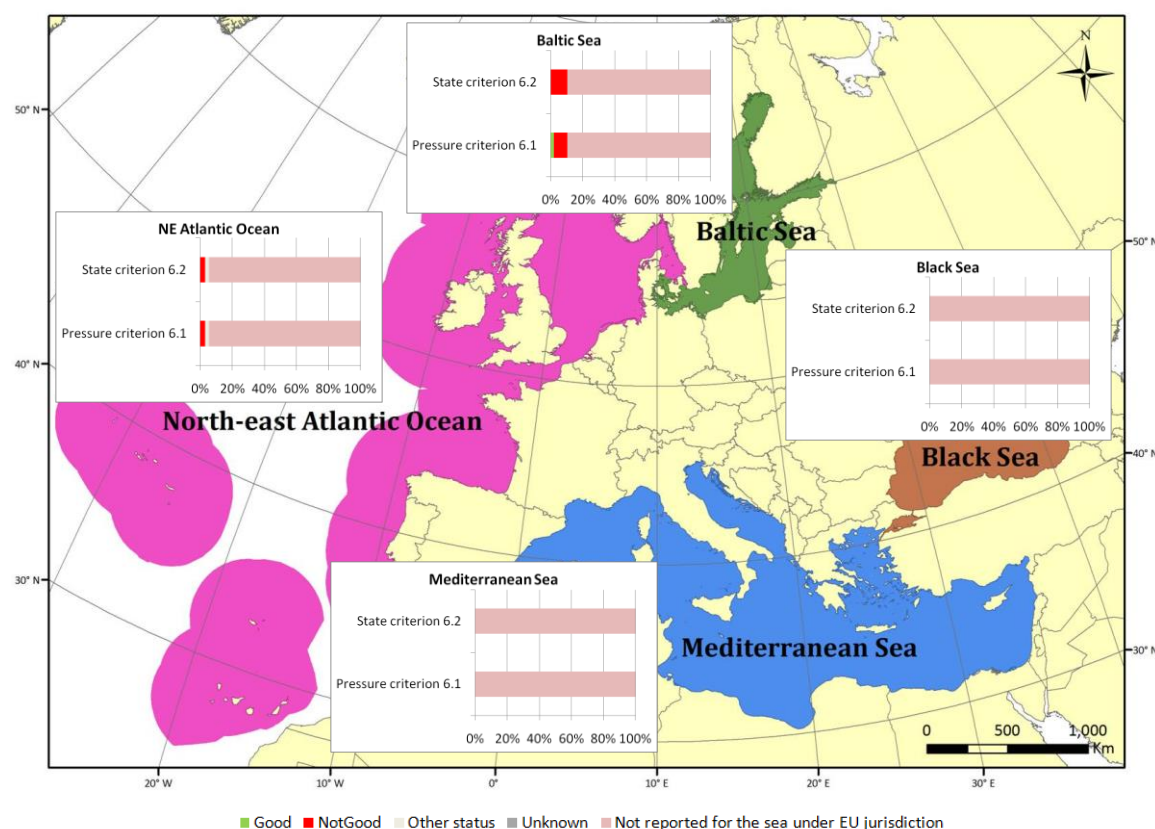 Baltic Sea
State criterion 6.2
Pressure criterion 6.1
0% 20% 40% 60% 80% 100%
N
50° N
NE Atlantic Ocean
State criterion 6.2
Pressure criterion 6.1
0% 20% 40% 60% 80% 100%
Baltic Sea
50° N
Black Sea
State criterion 6.2
Pressure criterion 6.1
0% 20% 40% 60% 80% 100%
40° N
North-east Atlantic Ocean
Black Sea
40° N
30° N
Mediterranean Sea
State criterion 6.2
Pressure criterion 6.1
0% 20% 40% 60% 80% 100%
Mediterranean Sea
30° N
0 500 1,000
Km
20° W 10° W 0° 10° E 20° E 30° E
Good NotGood Other status Unknown Not reported for the sea under EU jurisdiction